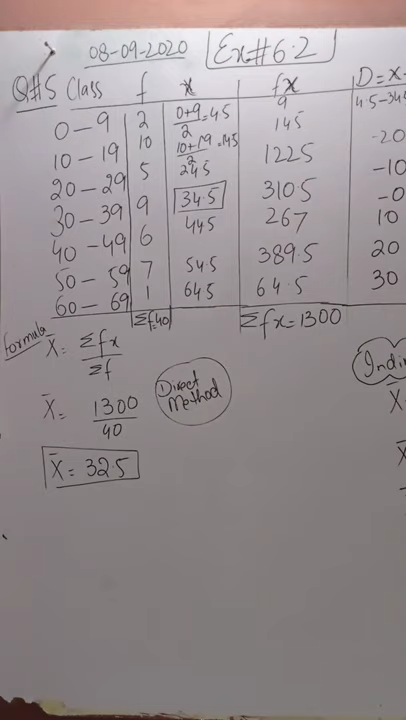 08-09-2020 Ex#6.2
Q#5 Class f x fx D=x-
0-9 2 0+9/2=4.5 9 4.5-34.5
10-19 10 10+19/2=14.5 145 -20
20-29 5 24.5 122.5 -10
30-39 9 34.5 310.5 -0
40-49 6 44.5 267 10
50-59 7 54.5 389.5 20
60-69 1 64.5 64.5 30
Σf=40 Σfx=1300
Formula X̄= Σfx/Σf
X̄= 1300/40
Direct Method
X̄= 32.5
Indi
X̄=
X̄